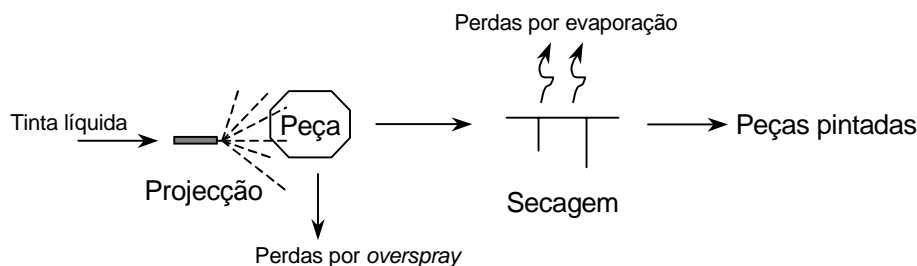 Perdas por evaporação
Tinta líquida
Peça
Peças pintadas
Projecção
Secagem
Perdas por overspray